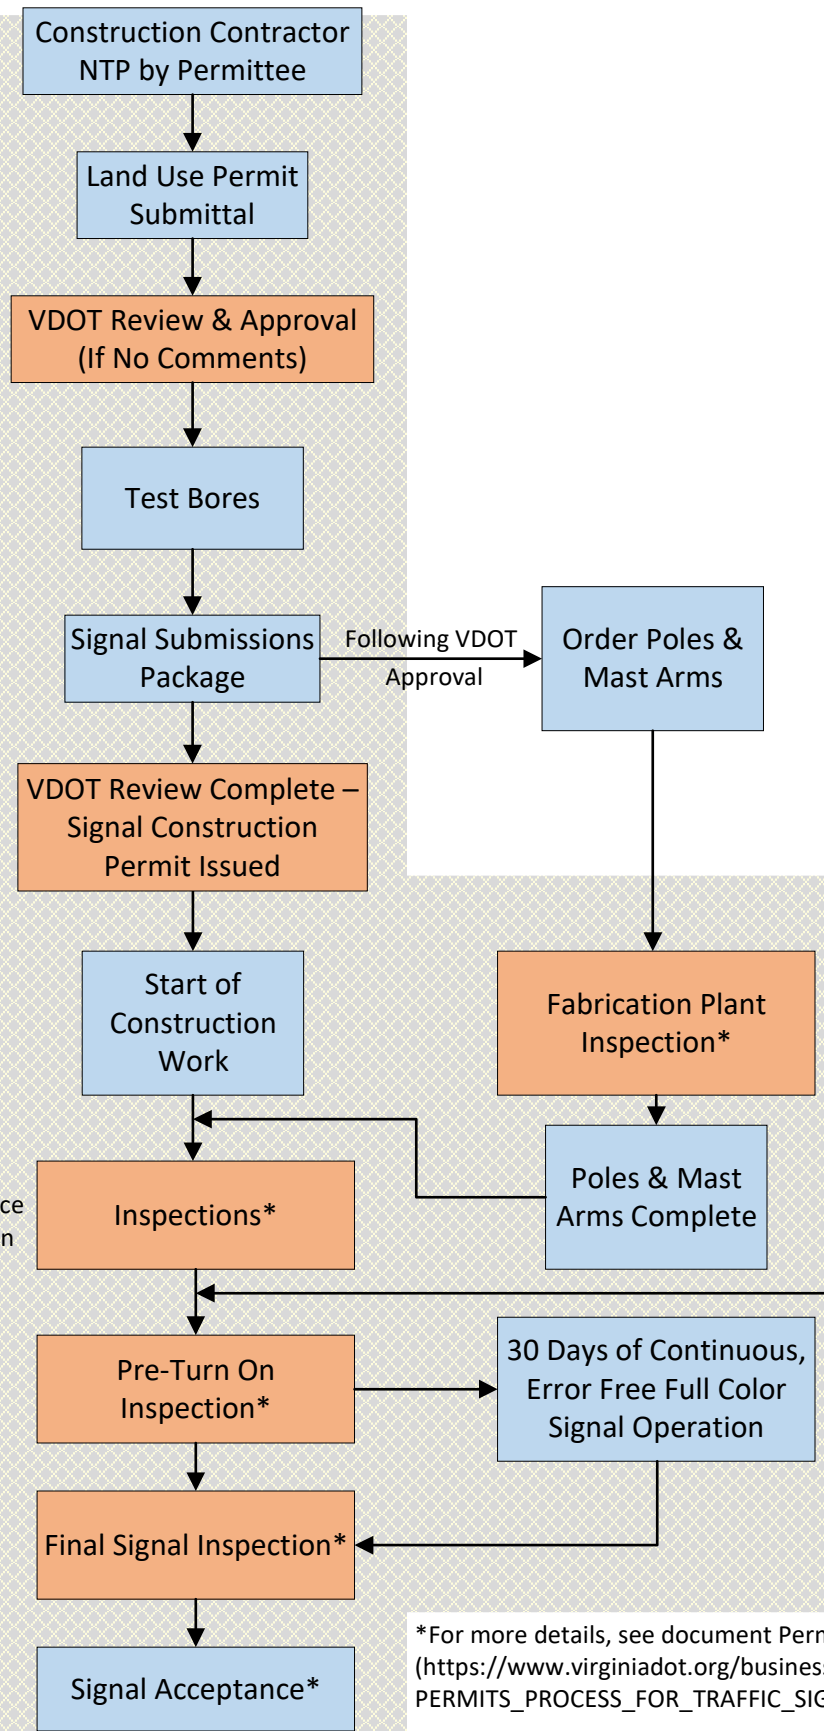 Construction Contractor
NTP by Permittee
Land Use Permit
Submittal
VDOT Review & Approval
(If No Comments)
Test Bores
Signal Submissions
Package
Following VDOT
Approval
Order Poles &
Mast Arms
VDOT Review Complete –
Signal Construction
Permit Issued
Start of
Construction
Work
Fabrication Plant
Inspection*
Poles & Mast
Arms Complete
Inspections*
Pre-Turn On
Inspection*
30 Days of Continuous,
Error Free Full Color
Signal Operation
Final Signal Inspection*
Signal Acceptance*
*For more details, see document
(https://www.virginiadot.org/business
PERMITS_PROCESS_FOR_TRAFFIC_SIG